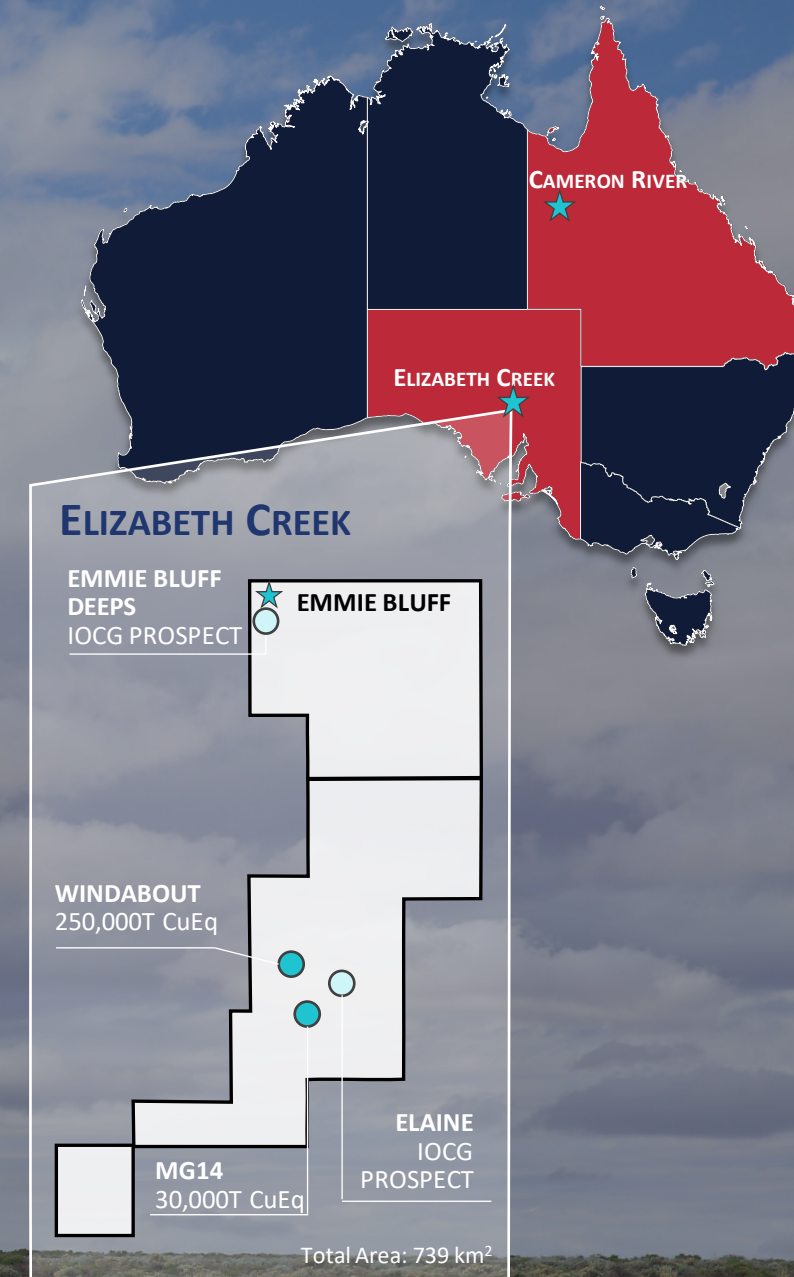 CAMERON RIVER
ELIZABETH CREEK
ELIZABETH CREEK
EMMIE BLUFF
DEEPS
IOCG PROSPECT
EMMIE BLUFF
WINDABOUT
250,000T CuEq
ELAINE
IOCG
PROSPECT
MG14
30,000T CuEq
Total Area: 739 km²